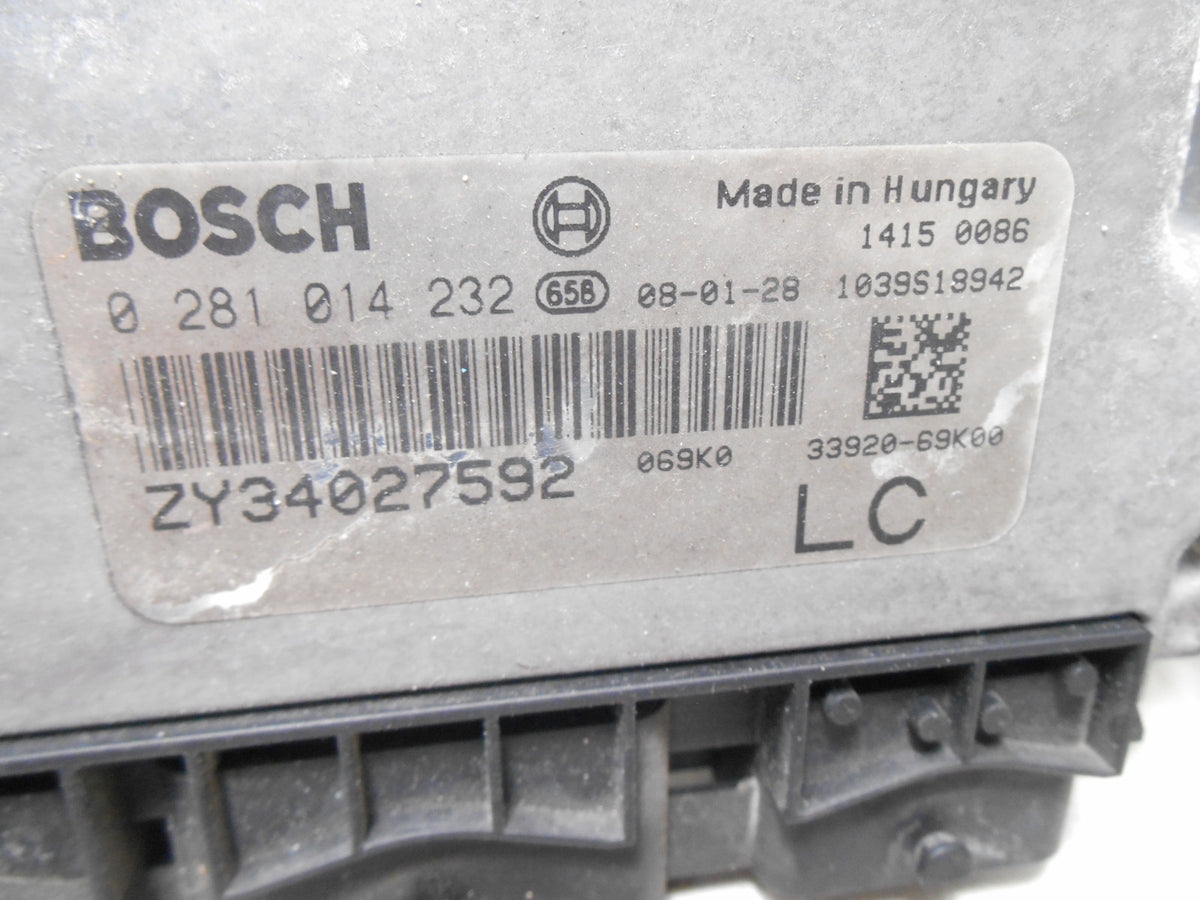 BOSCH
Made in Hungary
1415 0086
0 281 014 232 65B 08-01-28 1039S18942
069K0 33920-69K00
ZY34027592
LC